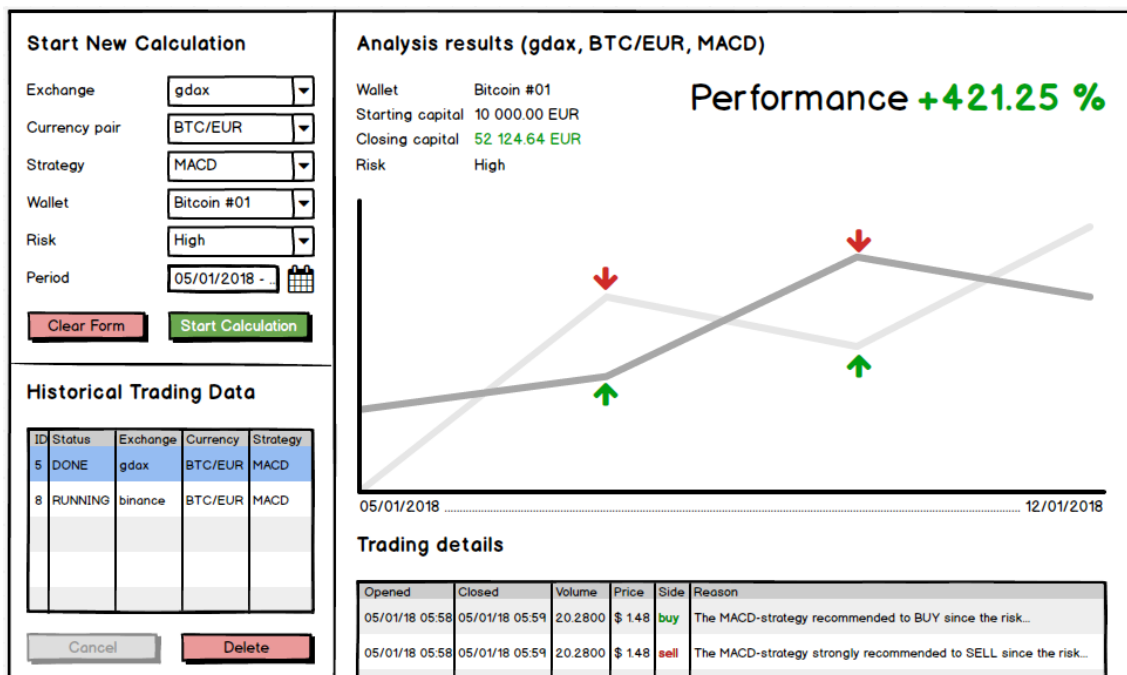 Start New Calculation
Exchange gdax
Currency pair BTC/EUR
Strategy MACD
Wallet Bitcoin #01
Risk High
Period 05/01/2018 - ..
Clear Form Start Calculation
Historical Trading Data
ID Status Exchange Currency Strategy
5 DONE gdax BTC/EUR MACD
8 RUNNING binance BTC/EUR MACD
Cancel Delete
Analysis results (gdax, BTC/EUR, MACD)
Performance +421.25 %
Wallet Bitcoin #01
Starting capital 10 000.00 EUR
Closing capital 52 124.64 EUR
Risk High
05/01/2018 12/01/2018
Trading details
Opened Closed Volume Price Side Reason
05/01/18 05:58 05/01/18 05:59 20.2800 $ 1.48 buy The MACD-strategy recommended to BUY since the risk...
05/01/18 05:58 05/01/18 05:59 20.2800 $ 1.48 sell The MACD-strategy strongly recommended to SELL since the risk...